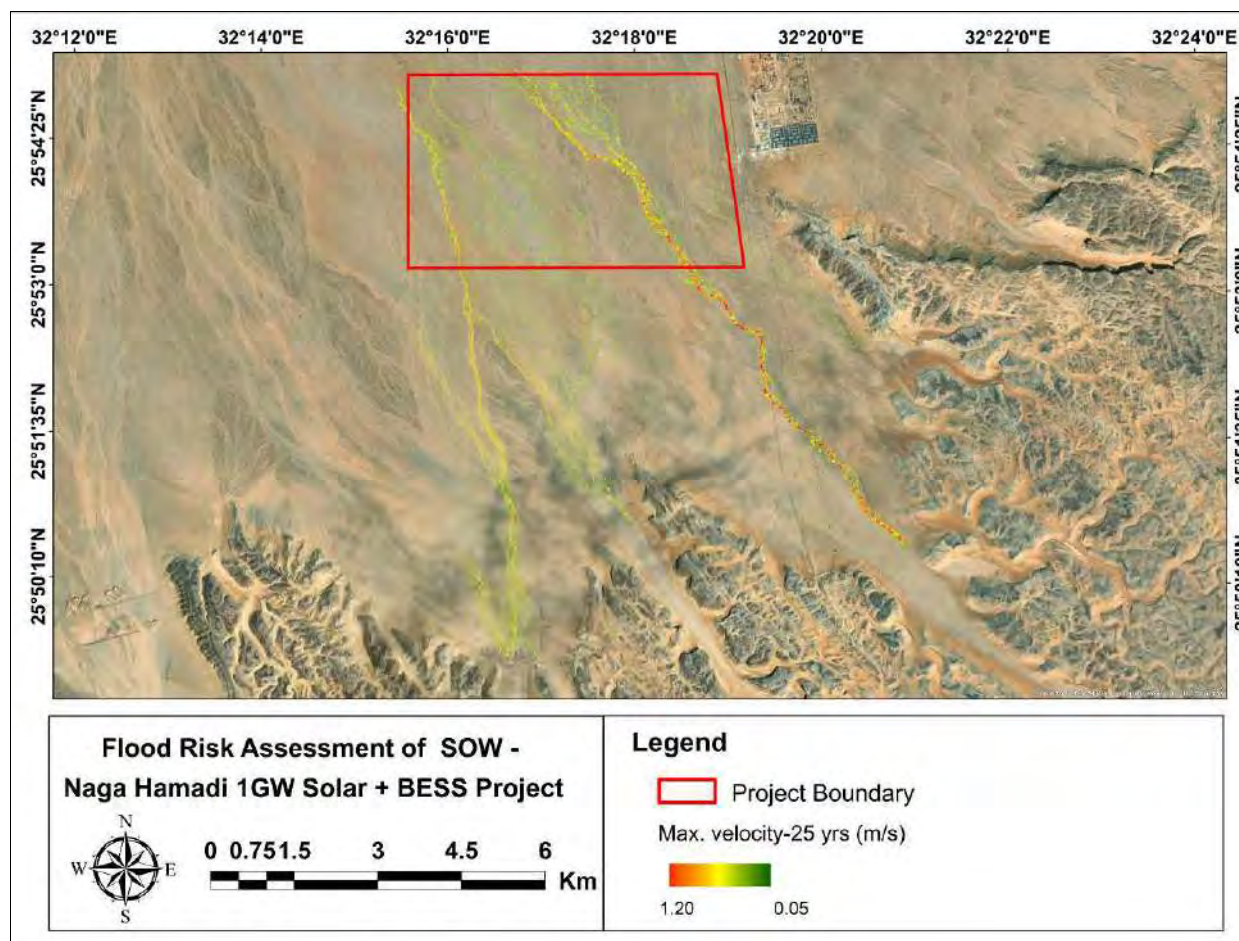 32°12'0"E 32°14'0"E 32°16'0"E 32°18'0"E 32°20'0"E 32°22'0"E 32°24'0"E
25°54'25"N
25°53'0"N
25°51'35"N
25°50'10"N
Flood Risk Assessment of SOW -
Naga Hamadi 1GW Solar + BESS Project
N
W E
S
0 0.75 1.5 3 4.5 6
Km
Legend
Project Boundary
Max. velocity-25 yrs (m/s)
1.20 0.05